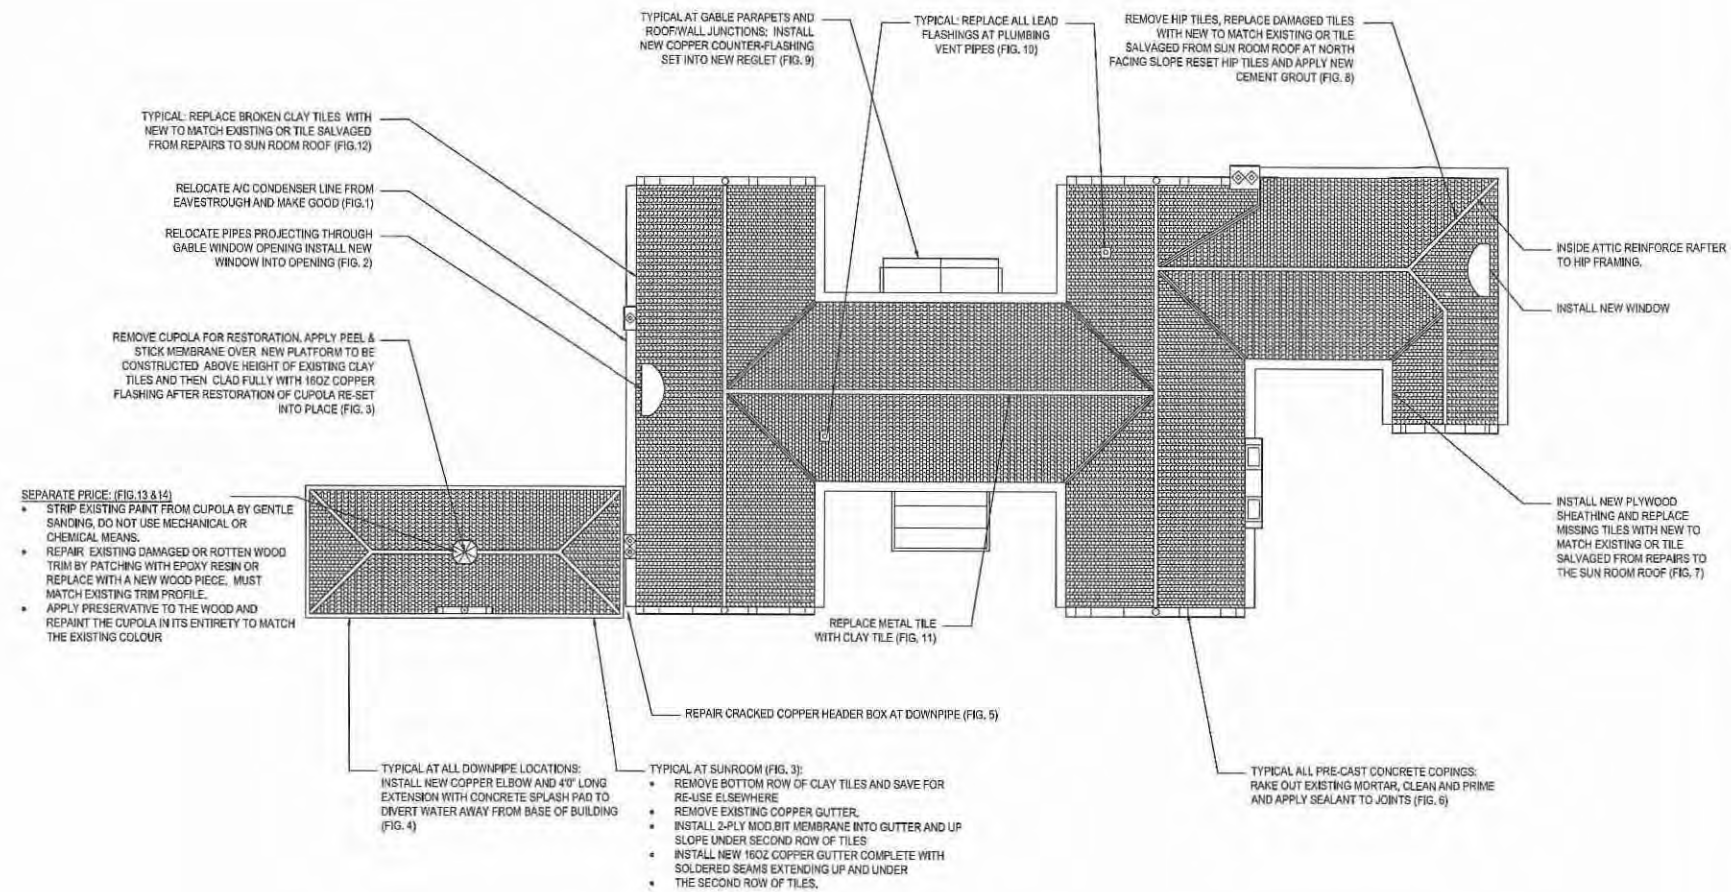 TYPICAL AT GABLE PARAPETS AND
ROOF/WALL JUNCTIONS: INSTALL
NEW COPPER COUNTER-FLASHING
SET INTO NEW REGLET (FIG. 9)
TYPICAL: REPLACE ALL LEAD
FLASHINGS AT PLUMBING
VENT PIPES (FIG. 10)
REMOVE HIP TILES, REPLACE DAMAGED TILES
WITH NEW TO MATCH EXISTING OR TILE
SALVAGED FROM SUN ROOM ROOF AT NORTH
FACING SLOPE RESET HIP TILES AND APPLY NEW
CEMENT GROUT (FIG. 8)
TYPICAL: REPLACE BROKEN CLAY TILES WITH
NEW TO MATCH EXISTING OR TILE SALVAGED
FROM REPAIRS TO SUN ROOM ROOF (FIG.12)
RELOCATE A/C CONDENSER LINE FROM
EAVESTROUGH AND MAKE GOOD (FIG.1)
RELOCATE PIPES PROJECTING THROUGH
GABLE WINDOW OPENING INSTALL NEW
WINDOW INTO OPENING (FIG. 2)
INSIDE ATTIC REINFORCE RAFTER
TO HIP FRAMING.
INSTALL NEW WINDOW
REMOVE CUPOLA FOR RESTORATION. APPLY PEEL &
STICK MEMBRANE OVER NEW PLATFORM TO BE
CONSTRUCTED ABOVE HEIGHT OF EXISTING CLAY
TILES AND THEN CLAD FULLY WITH 16OZ COPPER
FLASHING AFTER RESTORATION OF CUPOLA RE-SET
INTO PLACE (FIG. 3)
SEPARATE PRICE: (FIG.13 &14)
• STRIP EXISTING PAINT FROM CUPOLA BY GENTLE
SANDING, DO NOT USE MECHANICAL OR
CHEMICAL MEANS.
• REPAIR EXISTING DAMAGED OR ROTTEN WOOD
TRIM BY PATCHING WITH EPOXY RESIN OR
REPLACE WITH A NEW WOOD PIECE. MUST
MATCH EXISTING TRIM PROFILE.
• APPLY PRESERVATIVE TO THE WOOD AND
REPAINT THE CUPOLA IN ITS ENTIRETY TO MATCH
THE EXISTING COLOUR
INSTALL NEW PLYWOOD
SHEATHING AND REPLACE
MISSING TILES WITH NEW TO
MATCH EXISTING OR TILE
SALVAGED FROM REPAIRS TO
THE SUN ROOM ROOF (FIG. 7)
REPLACE METAL TILE
WITH CLAY TILE (FIG. 11)
REPAIR CRACKED COPPER HEADER BOX AT DOWNPIPE (FIG. 5)
TYPICAL AT ALL DOWNPIPE LOCATIONS:
INSTALL NEW COPPER ELBOW AND 4'0" LONG
EXTENSION WITH CONCRETE SPLASH PAD TO
DIVERT WATER AWAY FROM BASE OF BUILDING
(FIG. 4)
TYPICAL AT SUNROOM (FIG. 3):
• REMOVE BOTTOM ROW OF CLAY TILES AND SAVE FOR
RE-USE ELSEWHERE
• REMOVE EXISTING COPPER GUTTER.
• INSTALL 2-PLY MOD.BIT MEMBRANE INTO GUTTER AND UP
SLOPE UNDER SECOND ROW OF TILES
• INSTALL NEW 16OZ COPPER GUTTER COMPLETE WITH
SOLDERED SEAMS EXTENDING UP AND UNDER
• THE SECOND ROW OF TILES.
TYPICAL ALL PRE-CAST CONCRETE COPINGS:
RAKE OUT EXISTING MORTAR, CLEAN AND PRIME
AND APPLY SEALANT TO JOINTS (FIG. 6)